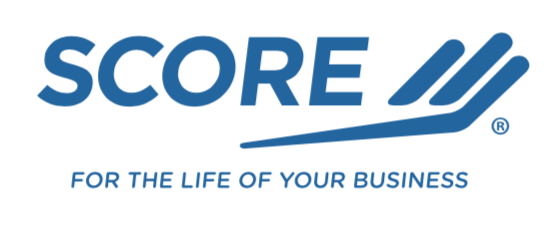 SCORE
®
FOR THE LIFE OF YOUR BUSINESS